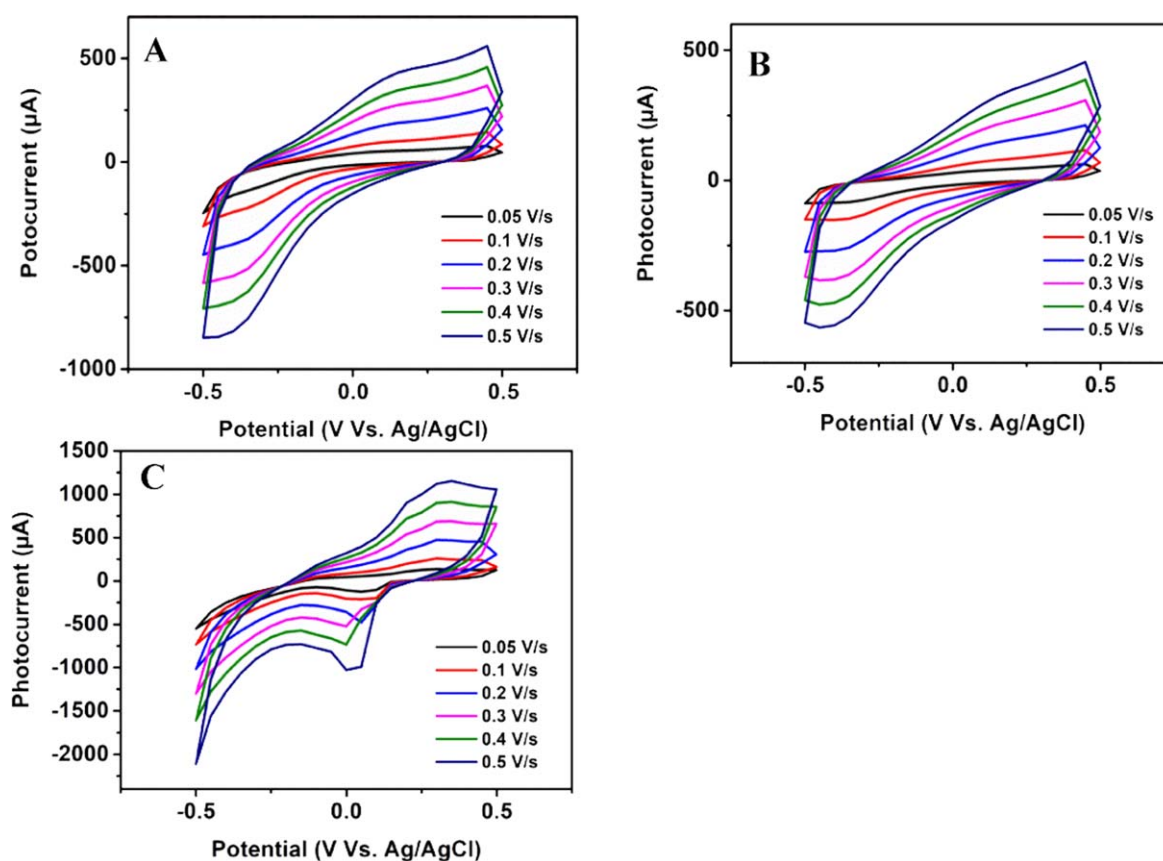 A
500
0
-500
-1000
Potocurrent (µA)
0.05 V/s
0.1 V/s
0.2 V/s
0.3 V/s
0.4 V/s
0.5 V/s
-0.5 0.0 0.5
Potential (V Vs. Ag/AgCl)
B
500
0
-500
Photocurrent (µA)
0.05 V/s
0.1 V/s
0.2 V/s
0.3 V/s
0.4 V/s
0.5 V/s
-0.5 0.0 0.5
Potential (V Vs. Ag/AgCl)
C
1500
1000
500
0
-500
-1000
-1500
-2000
Photocurrent (µA)
0.05 V/s
0.1 V/s
0.2 V/s
0.3 V/s
0.4 V/s
0.5 V/s
-0.5 0.0 0.5
Potential (V Vs. Ag/AgCl)